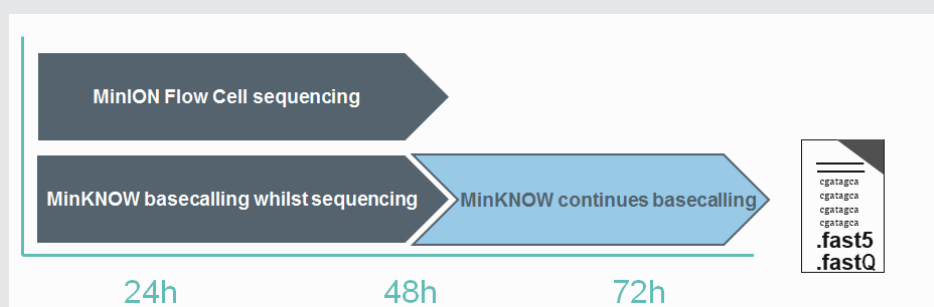 MinION Flow Cell sequencing
MinKNOW basecalling whilst sequencing
MinKNOW continues basecalling
cgatagca
cgatagca
cgatagca
cgatagca
.fast5
.fastQ
24h
48h
72h